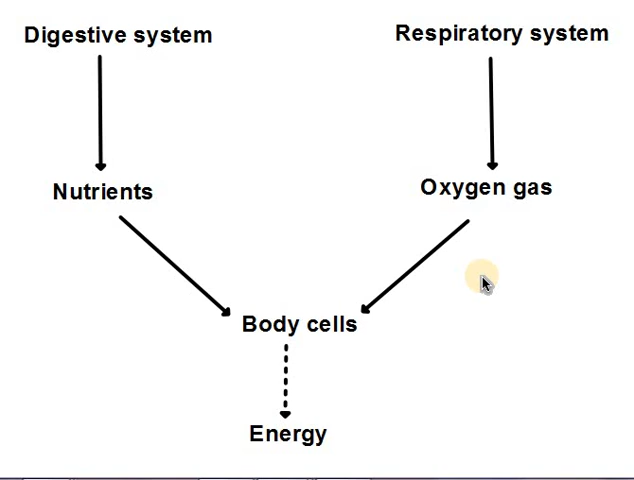 Digestive system
Respiratory system
Nutrients
Oxygen gas
Body cells
Energy